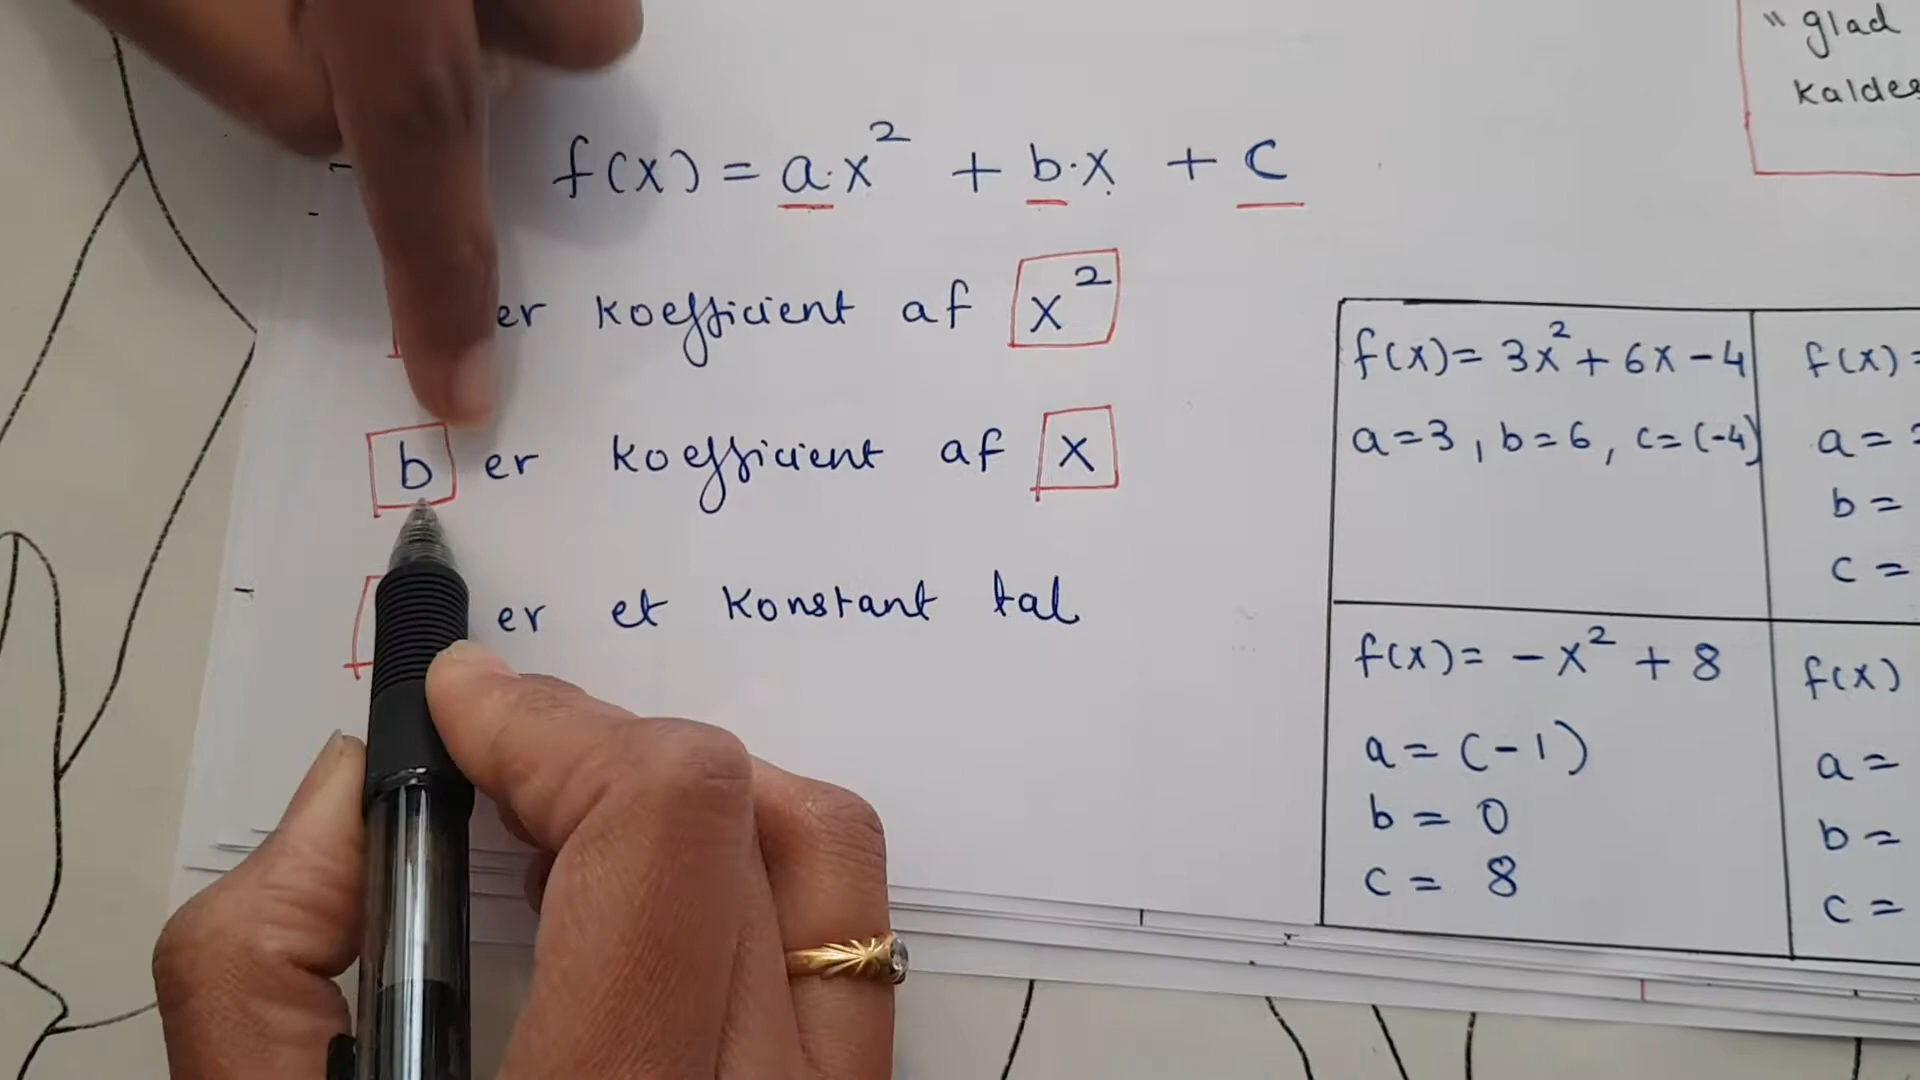 f(x) = a·x² + b·x + c
er koefficient af x²
b er koefficient af x
er et konstant tal
"glad
kaldes
f(x) = 3x² + 6x - 4
a = 3, b = 6, c = (-4)
f(x) =
a =
b =
c =
f(x) = -x² + 8
a = (-1)
b = 0
c = 8
f(x)
a =
b =
c =